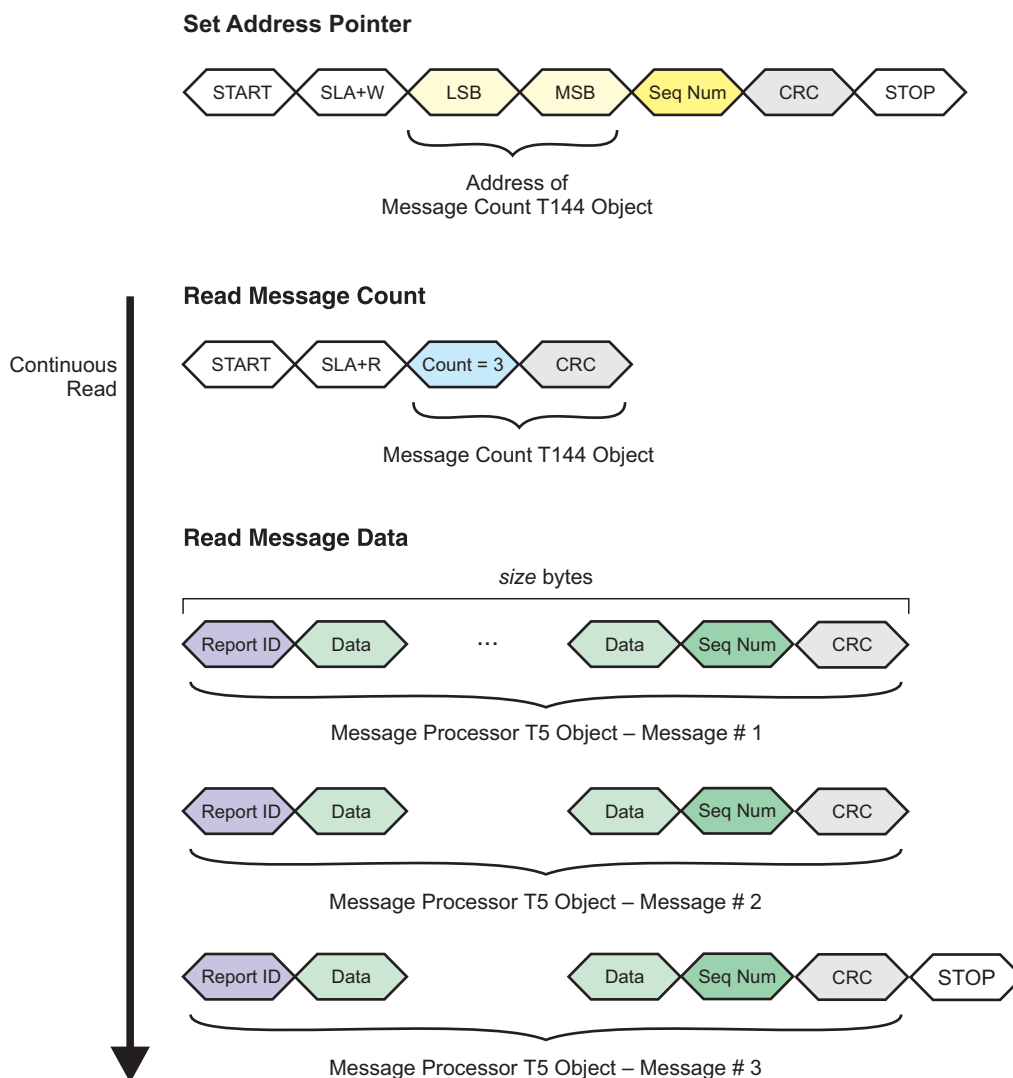 Set Address Pointer
START SLA+W LSB MSB Seq Num CRC STOP
Address of
Message Count T144 Object
Read Message Count
Continuous
Read
START SLA+R Count = 3 CRC
Message Count T144 Object
Read Message Data
size bytes
Report ID Data ... Data Seq Num CRC
Message Processor T5 Object – Message # 1
Report ID Data Data Seq Num CRC
Message Processor T5 Object – Message # 2
Report ID Data Data Seq Num CRC STOP
Message Processor T5 Object – Message # 3